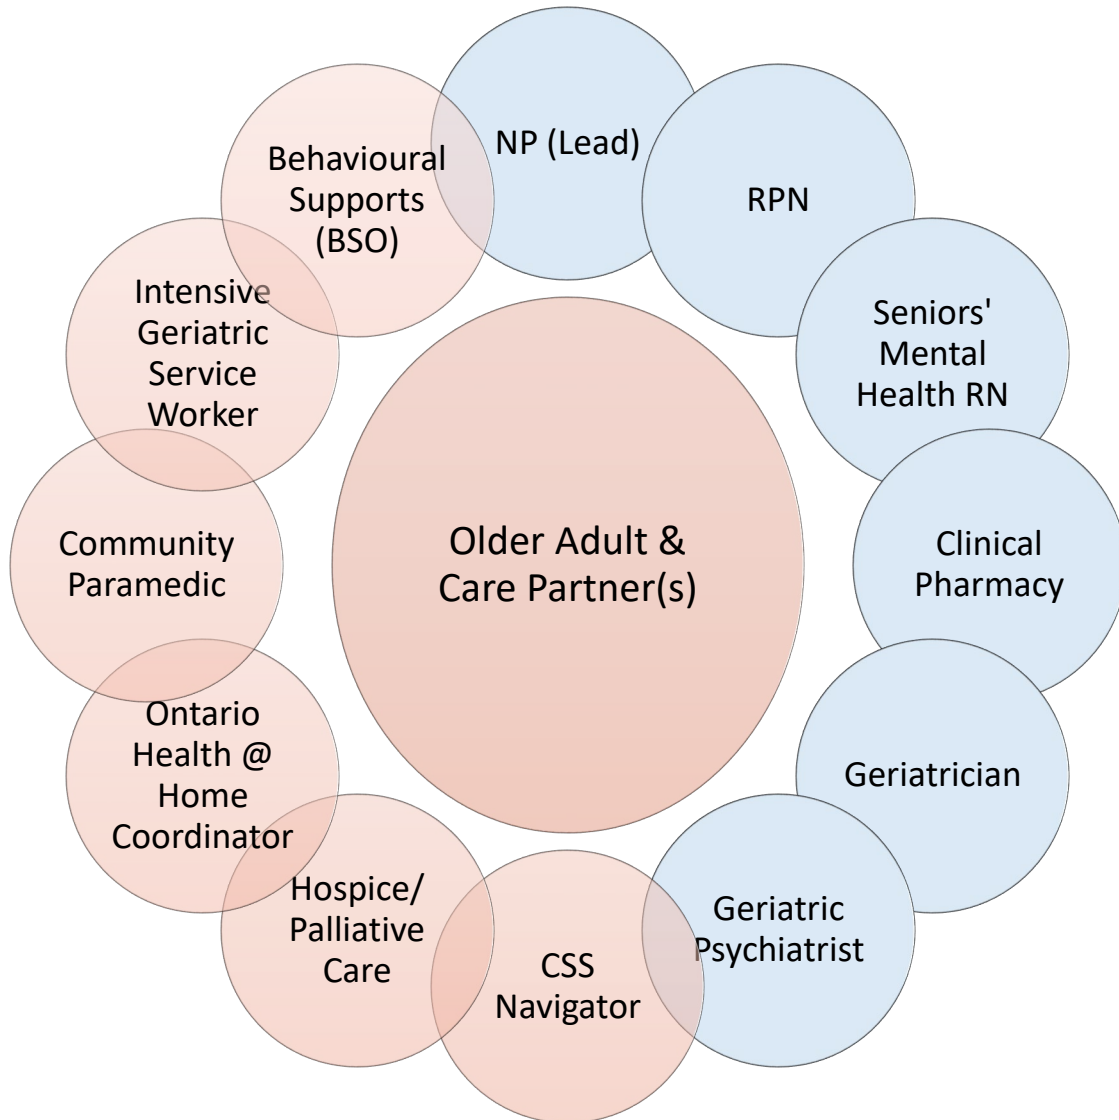 NP (Lead)
RPN
Seniors'
Mental
Health RN
Clinical
Pharmacy
Geriatrician
Geriatric
Psychiatrist
CSS
Navigator
Hospice/
Palliative
Care
Ontario
Health @
Home
Coordinator
Community
Paramedic
Intensive
Geriatric
Service
Worker
Behavioural
Supports
(BSO)
Older Adult &
Care Partner(s)